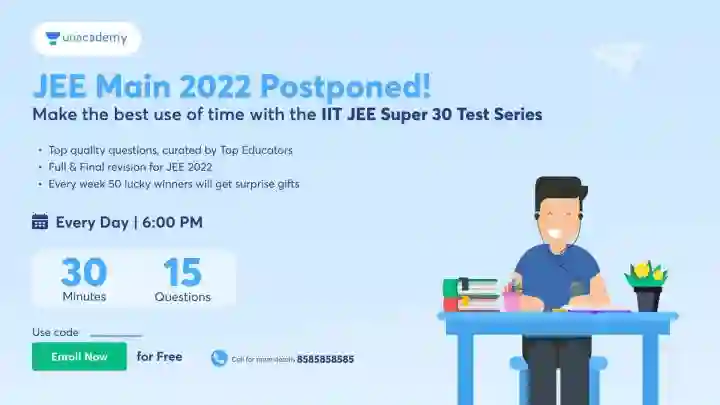 unacademy
JEE Main 2022 Postponed!
Make the best use of time with the IIT JEE Super 30 Test Series
• Top quality questions, curated by Top Educators
• Full & Final revision for JEE 2022
• Every week 50 lucky winners will get surprise gifts
Every Day | 6:00 PM
30 15
Minutes Questions
Use code ________
Enroll Now for Free Call for more details 8585858585